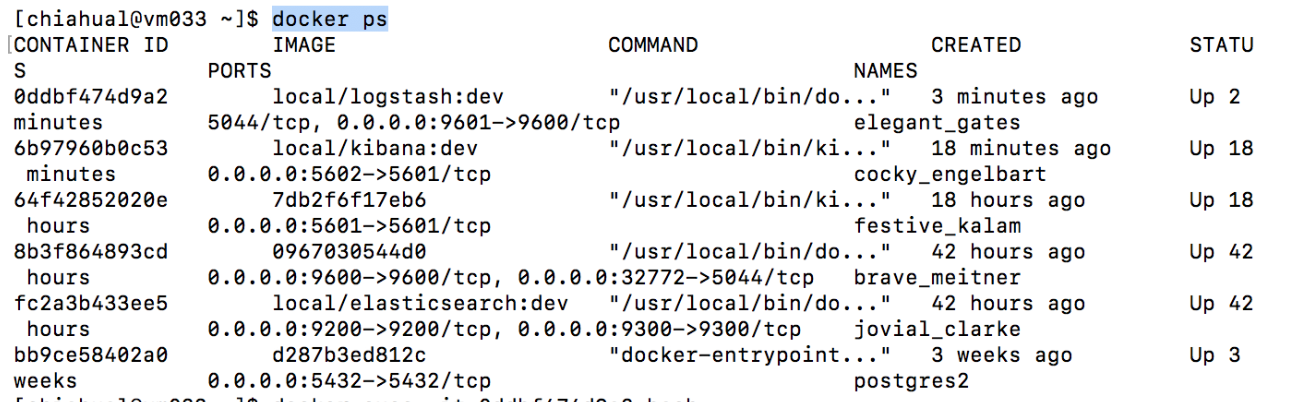 [chiahual@vm033 ~]$ docker ps
CONTAINER ID        IMAGE                     COMMAND                  CREATED             STATU
S              PORTS                                             NAMES
0ddbf474d9a2        local/logstash:dev        "/usr/local/bin/do..."   3 minutes ago       Up 2
minutes        5044/tcp, 0.0.0.0:9601->9600/tcp                  elegant_gates
6b97960b0c53        local/kibana:dev          "/usr/local/bin/ki..."   18 minutes ago      Up 18
 minutes       0.0.0.0:5602->5601/tcp                            cocky_engelbart
64f42852020e        7db2f6f17eb6              "/usr/local/bin/ki..."   18 hours ago        Up 18
 hours         0.0.0.0:5601->5601/tcp                            festive_kalam
8b3f864893cd        0967030544d0              "/usr/local/bin/do..."   42 hours ago        Up 42
 hours         0.0.0.0:9600->9600/tcp, 0.0.0.0:32772->5044/tcp   brave_meitner
fc2a3b433ee5        local/elasticsearch:dev   "/usr/local/bin/do..."   42 hours ago        Up 42
 hours         0.0.0.0:9200->9200/tcp, 0.0.0.0:9300->9300/tcp    jovial_clarke
bb9ce58402a0        d287b3ed812c              "docker-entrypoint..."   3 weeks ago         Up 3
weeks          0.0.0.0:5432->5432/tcp                            postgres2